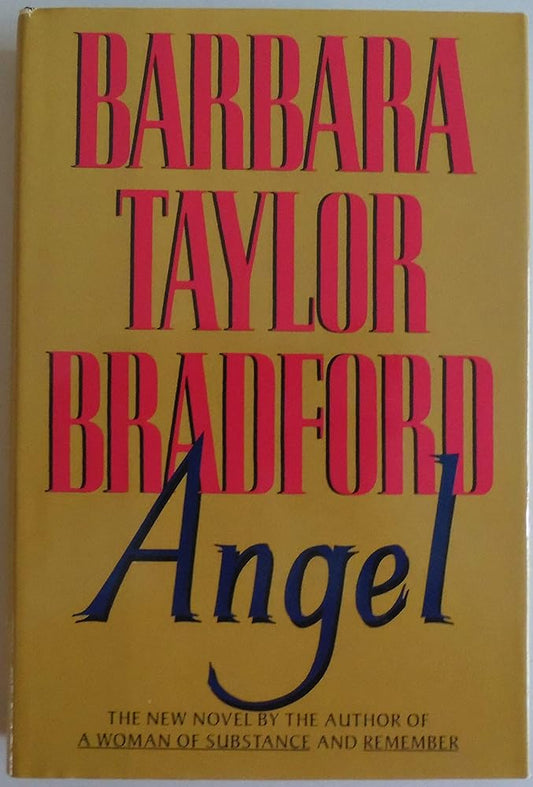 BARBARA
TAYLOR
BRADFORD
Angel
THE NEW NOVEL BY THE AUTHOR OF
A WOMAN OF SUBSTANCE AND REMEMBER